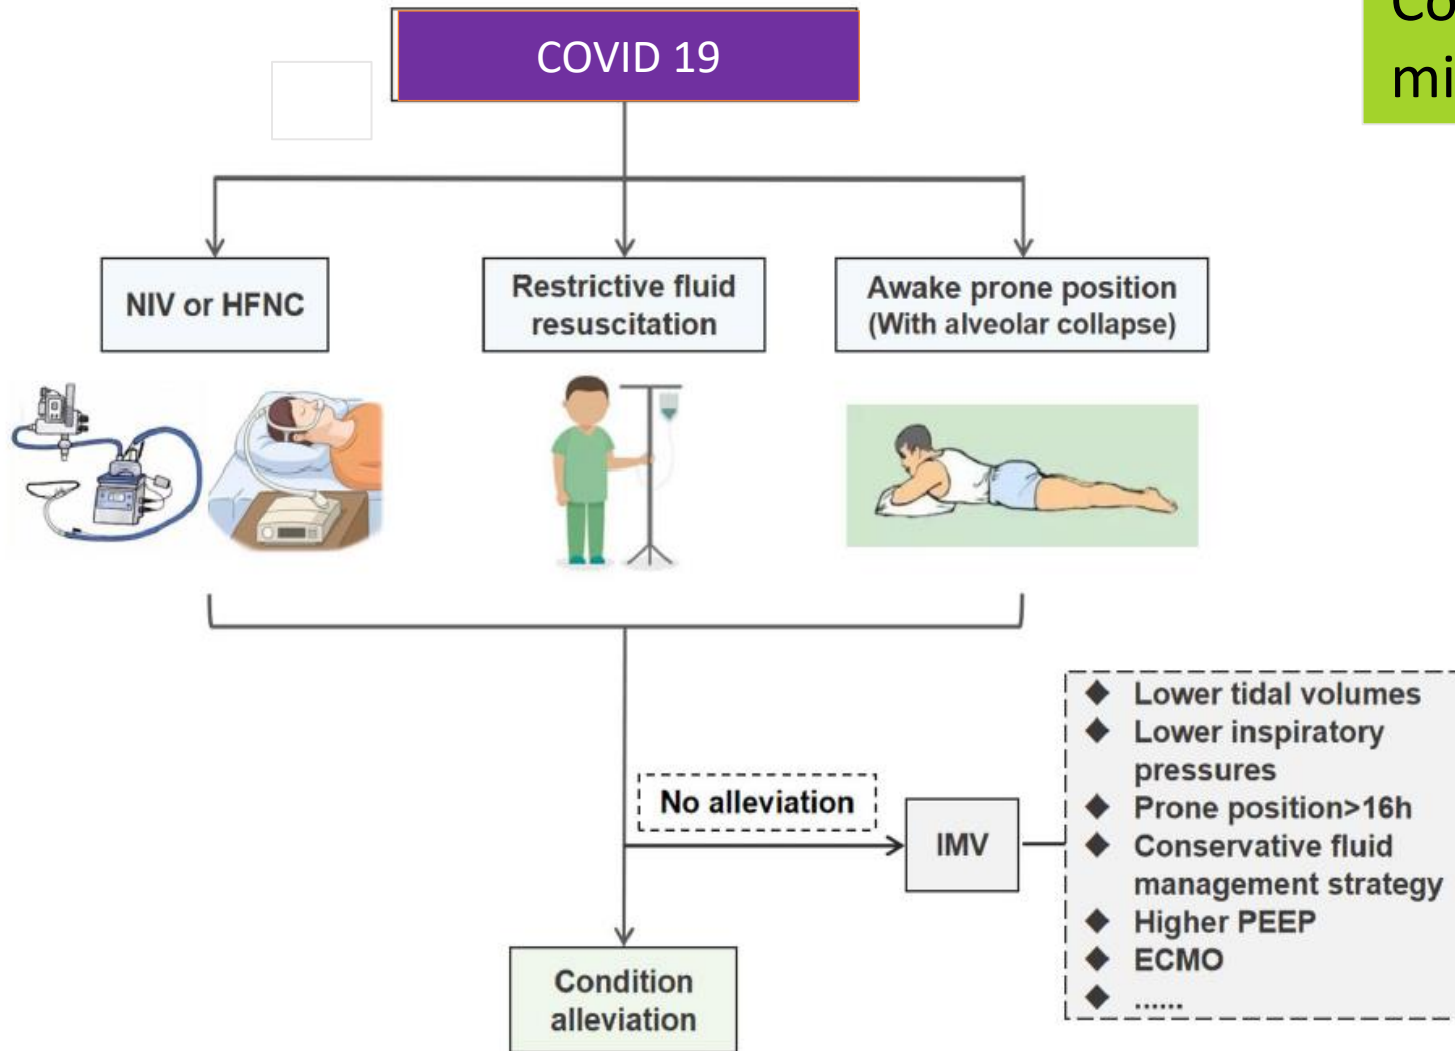 COVID 19
NIV or HFNC
Restrictive fluid
resuscitation
Awake prone position
(With alveolar collapse)
No alleviation
IMV
◆ Lower tidal volumes
◆ Lower inspiratory
pressures
◆ Prone position>16h
◆ Conservative fluid
management strategy
◆ Higher PEEP
◆ ECMO
◆ ......
Condition
alleviation